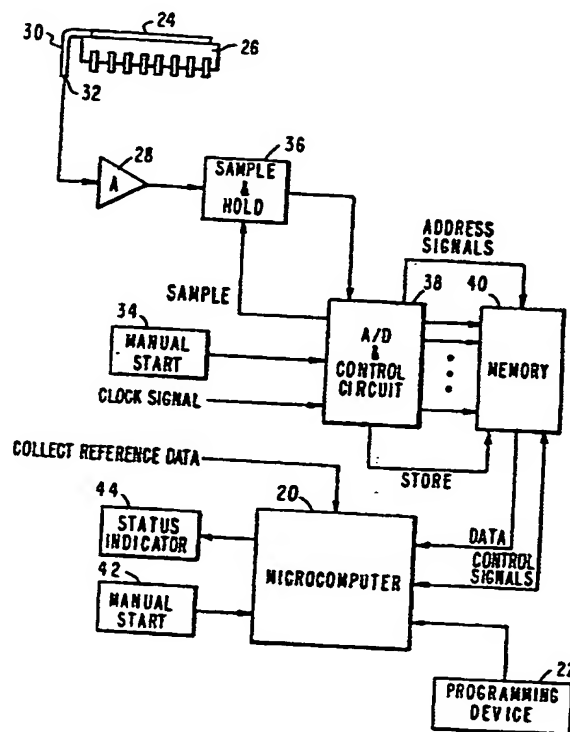 24
30
26
32
28
A
36
SAMPLE
&
HOLD
ADDRESS
SIGNALS
38
40
SAMPLE
34
MANUAL
START
A/D
&
CONTROL
CIRCUIT
MEMORY
CLOCK SIGNAL
STORE
COLLECT REFERENCE DATA
20
44
STATUS
INDICATOR
DATA
CONTROL
SIGNALS
MICROCOMPUTER
42
MANUAL
START
22
PROGRAMMING
DEVICE